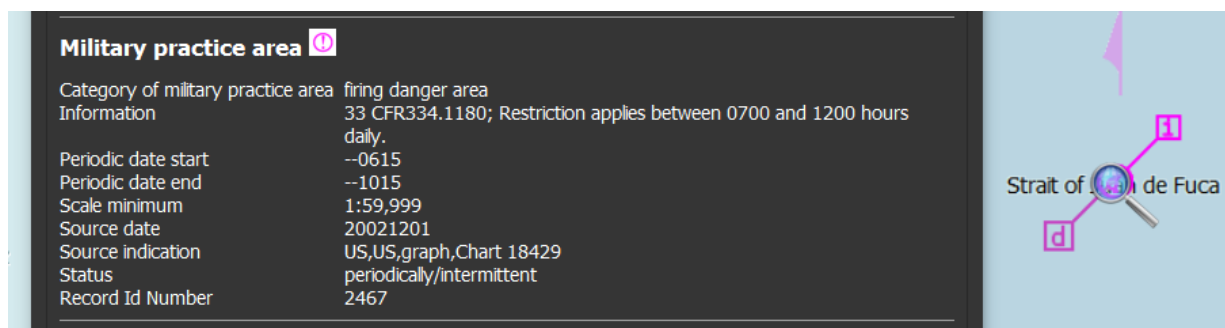 Military practice area
Category of military practice area firing danger area
Information 33 CFR334.1180; Restriction applies between 0700 and 1200 hours
daily.
Periodic date start --0615
Periodic date end --1015
Scale minimum 1:59,999
Source date 20021201
Source indication US,US,graph,Chart 18429
Status periodically/intermittent
Record Id Number 2467
i
Strait of de Fuca
d